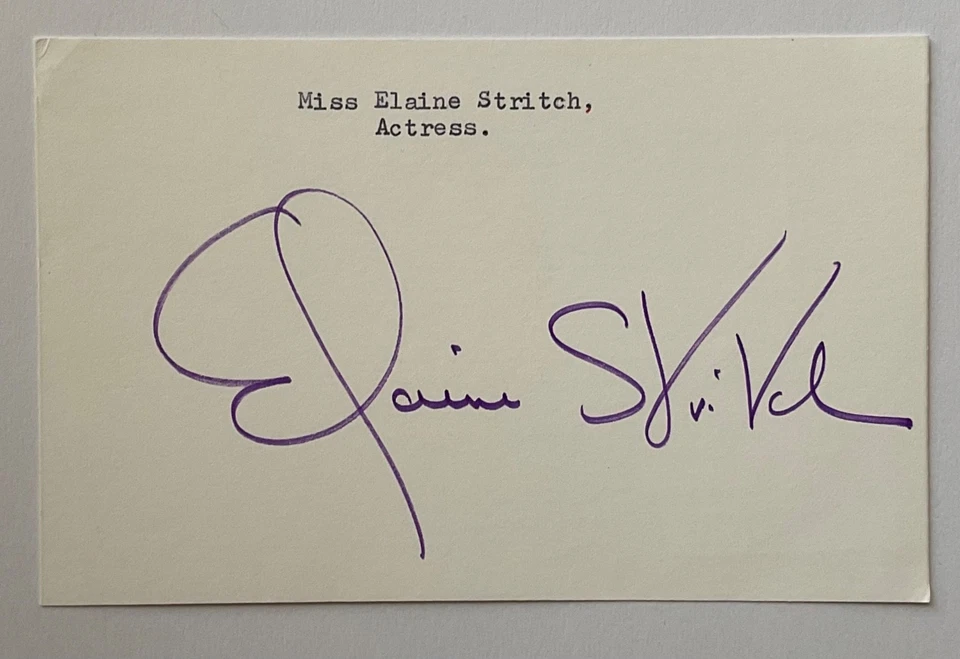 Miss Elaine Stritch,
Actress.
Elaine Stritch